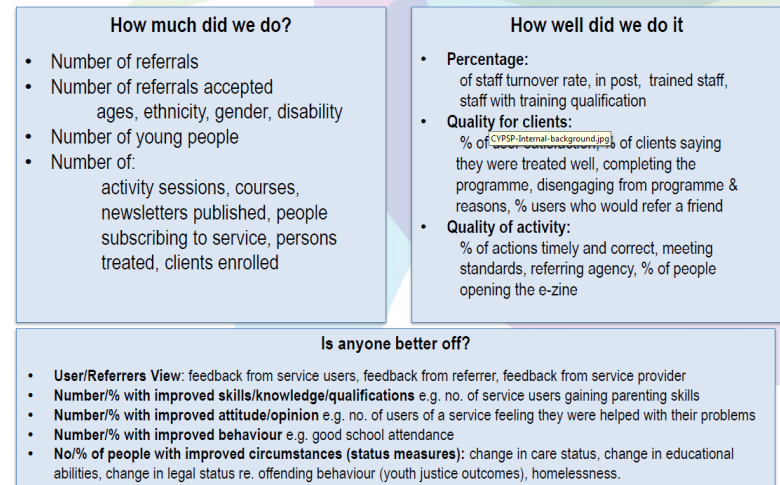 How much did we do?
• Number of referrals
• Number of referrals accepted
ages, ethnicity, gender, disability
• Number of young people
• Number of:
activity sessions, courses,
newsletters published, people
subscribing to service, persons
treated, clients enrolled
How well did we do it
• Percentage:
of staff turnover rate, in post, trained staff,
staff with training qualification
• Quality for clients:
CYPSP-Internal-background.jpg
% of % of clients saying
they were treated well, completing the
programme, disengaging from programme &
reasons, % users who would refer a friend
• Quality of activity:
% of actions timely and correct, meeting
standards, referring agency, % of people
opening the e-zine
Is anyone better off?
• User/Referrers View: feedback from service users, feedback from referrer, feedback from service provider
• Number/% with improved skills/knowledge/qualifications e.g. no. of service users gaining parenting skills
• Number/% with improved attitude/opinion e.g. no. of users of a service feeling they were helped with their problems
• Number/% with improved behaviour e.g. good school attendance
• No/% of people with improved circumstances (status measures): change in care status, change in educational
abilities, change in legal status re. offending behaviour (youth justice outcomes), homelessness.